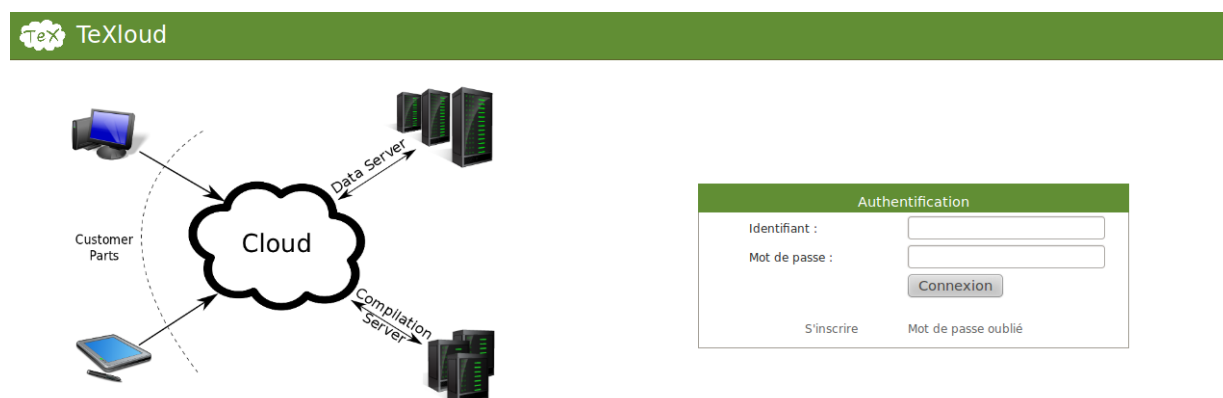 TeX TeXloud
Data Server
Customer
Parts
Cloud
Compilation
Server
Authentification
Identifiant :
Mot de passe :
Connexion
S'inscrire Mot de passe oublié